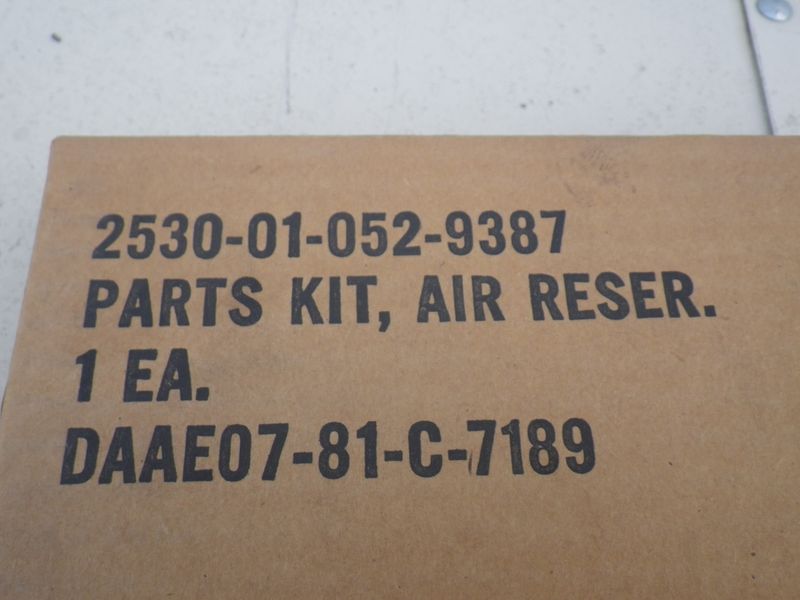 2530-01-052-9387
PARTS KIT, AIR RESER.
1 EA.
DAAE07-81-C-7189